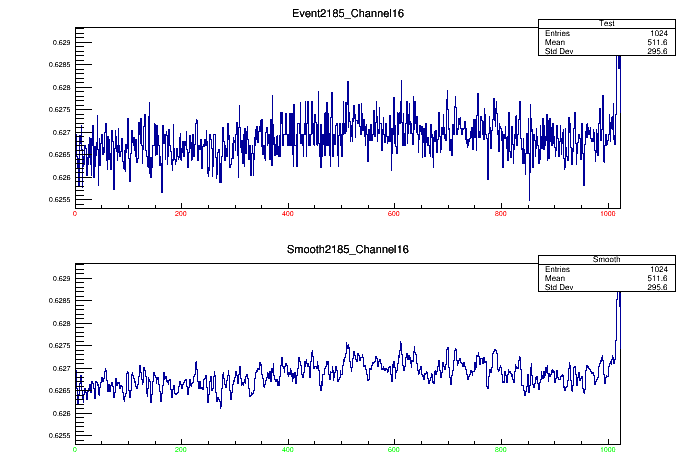 Event2185_Channel16
Test
Entries 1024
Mean 511.6
Std Dev 295.6
0.629
0.6285
0.628
0.6275
0.627
0.6265
0.626
0.6255
0 200 400 600 800 1000
Smooth2185_Channel16
Smooth
Entries 1024
Mean 511.6
Std Dev 295.6
0.629
0.6285
0.628
0.6275
0.627
0.6265
0.626
0.6255
0 200 400 600 800 1000